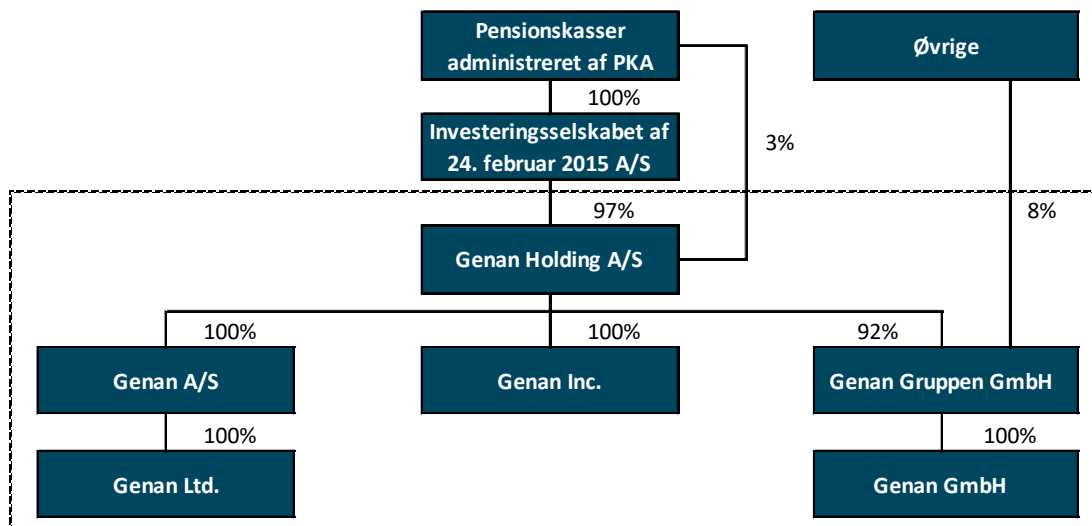 Pensionskasser
administreret af PKA
Øvrige
100%
Investeringsselskabet af
24. februar 2015 A/S
3%
97%
8%
Genan Holding A/S
100%
100%
92%
Genan A/S
Genan Inc.
Genan Gruppen GmbH
100%
100%
Genan Ltd.
Genan GmbH